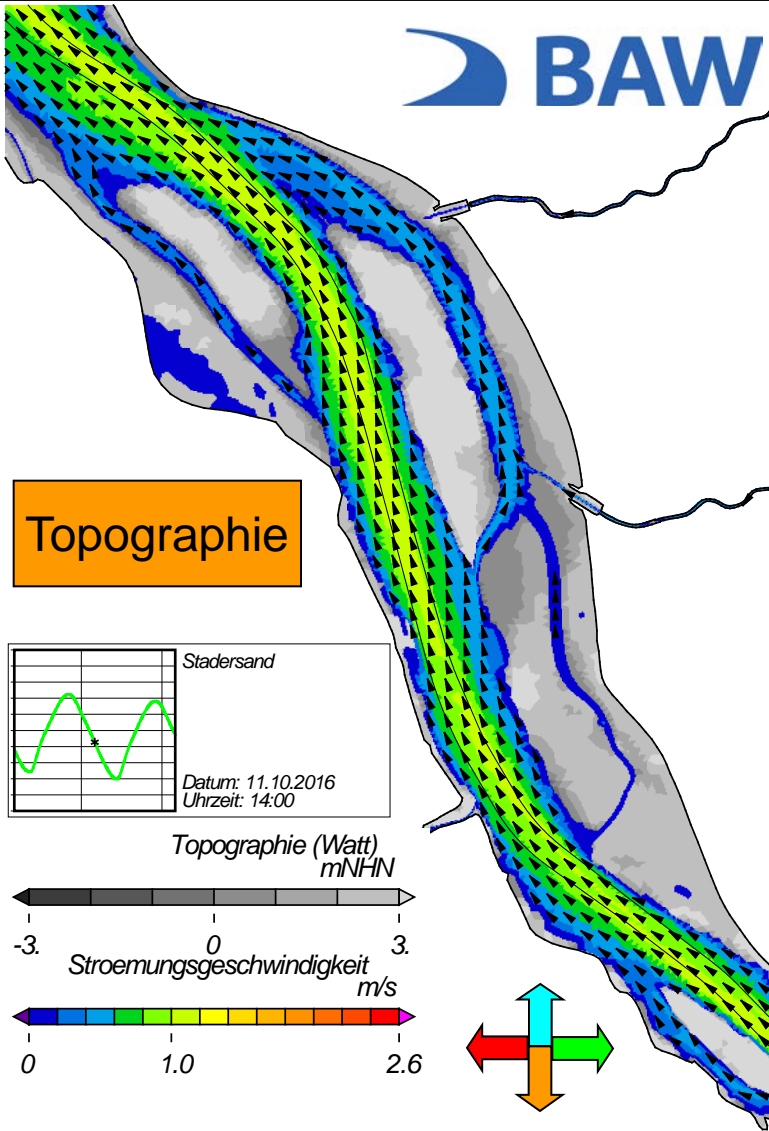 BAW
Topographie
Stadersand
Datum: 11.10.2016
Uhrzeit: 14:00
Topographie (Watt)
mNHN
-3. 0 3.
Stroemungsgeschwindigkeit
m/s
0 1.0 2.6